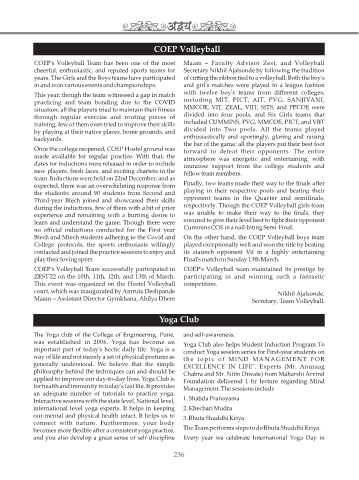 अद्वय
COEP Volleyball
COEP's Volleyball Team has been one of the most
cheerful, enthusiastic, and reputed sports teams for
years. The Girls and the Boys teams have participated
in and won various events and championships.
This year; though the team witnessed a gap in match
practicing and team bonding due to the COVID
situation; all the players tried to maintain their fitness
through regular exercise and routing pieces of
training, few of them even tried to improve their skills
by playing at their native places, home grounds, and
backyards.
Once the college reopened, COEP Hostel ground was
made available for regular practice. With that, the
dates for inductions were released in order to include
new players, fresh faces, and exciting charters in the
team. Inductions were held on 22nd December, and as
expected, there was an overwhelming response from
the students; around 90 students from Second and
Third-year Btech joined and showcased their skills
during the inductions, few of them with a bit of prior
experience and remaining with a burning desire to
learn and understand the game. Though there were
no official inductions conducted for the First year
Btech and Mtech students adhering to the Covid and
College protocols, the sports enthusiasts willingly
contacted and joined the practice sessions to enjoy and
play their loving sport.
COEP's Volleyball Team successfully participated in
ZEST'22 on the 10th, 11th, 12th, and 13th of March.
This event was organized on the Hostel Volleyball
court, which was inaugurated by Amruta Deshpande
Maam – Assistant Director Gymkhana, Ahilya Dhere
Maam – Faculty Advisor Zest, and Volleyball
Secretary Nikhil Ajalsonde by following the tradition
of cutting the ribbon tied to a volleyball. Both the boy's
and girl's matches were played in a league fashion
with twelve boy's teams from different colleges,
including MIT, PICT, AIT, PVG, SANJIVANI,
MMCOE, VIT, ZEAL, VIIT, STES, and PPCOE were
divided into four pools, and Six Girls teams that
included CUMMINS, PVG, MMCOE, PICT, and VIIT
divided into Two pools. All the teams played
enthusiastically and sportingly, gluring and raising
the bar of the game; all the players put their best foot
forward to defeat their opponents. The entire
atmosphere was energetic and entertaining, with
immense support from the college students and
fellow team members.
Finally, two teams made their way to the finals after
playing in their respective pools and beating their
opponent teams in the Quarter and semifinals,
respectively. Though the COEP Volleyball girls team
was unable to make their way to the finals, they
ensured to give their level best to fight their opponent
Cummins COE in a nail-biting Semi-Final.
On the other hand, the COEP Volleyball boys team
played exceptionally well and won the title by beating
its staunch opponent Vit in a highly entertaining
Finals match on Sunday 13th March.
COEP's Volleyball team maintained its prestige by
participating in and winning such a fantastic
competition.
Nikhil Ajalsonde,
Secretary, Team Volleyball.
Yoga Club
The Yoga club of the College of Engineering, Pune,
was established in 2006. Yoga has become an
important part of today's hectic daily life. Yoga is a
way of life and not merely a set of physical postures as
generally understood. We believe that the simple
philosophy behind the techniques can and should be
applied to improve our day-to-day lives. Yoga Club is
for health and immunity in today's fast life. It provides
an adequate number of tutorials to practice yoga.
Interactive sessions with the state level, National level,
international level yoga experts. It helps in keeping
our mental and physical health intact. It helps us to
connect with nature. Furthermore, your body
becomes more flexible after a consistent yoga practice,
and you also develop a great sense of self-discipline
and self-awareness.
Yoga Club also helps Student Induction Program To
conduct Yoga session series for First-year students on
the topic of MIND MANAGEMENT FOR
EXCELLENCE IN LIFE". Experts (Mr. Anuraag
Chabra and Mr. Nitin Diwate) from Maharshi Arvind
Foundation delivered 1 hr lecture regarding Mind
Management. The sessions include
1. Shabda Pranayama
2. Khechari Mudra
3. Bhuta Shuddhi Kriya
The Team performs steps to do Bhuta Shuddhi Kriya.
Every year we celebrate International Yoga Day in
236